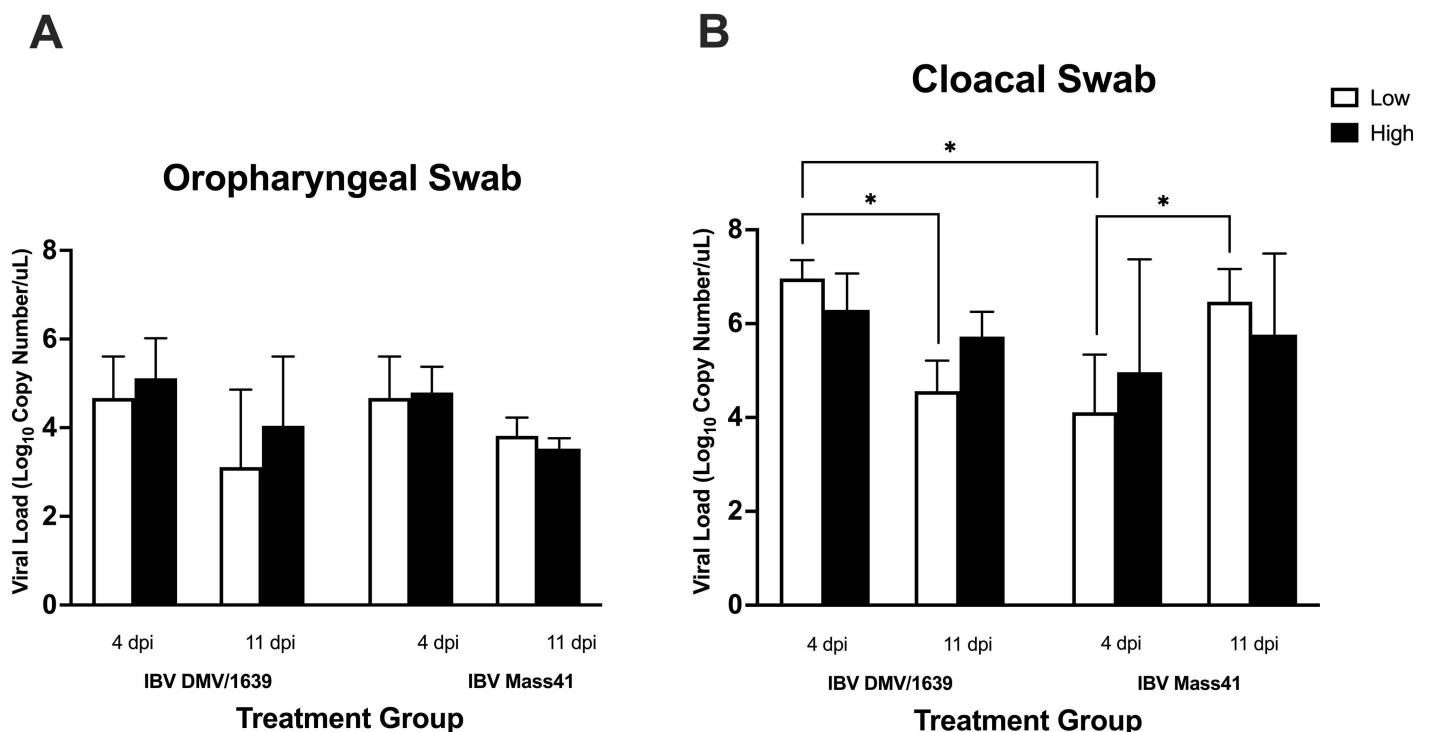 A
Oropharyngeal Swab
Viral Load (Log10 Copy Number/uL)
8
6
4
2
0
4 dpi
11 dpi
4 dpi
11 dpi
IBV DMV/1639
IBV Mass41
Treatment Group
B
Cloacal Swab
Low
High
*
*
*
Viral Load (Log10 Copy Number/uL)
8
6
4
2
0
4 dpi
11 dpi
4 dpi
11 dpi
IBV DMV/1639
IBV Mass41
Treatment Group